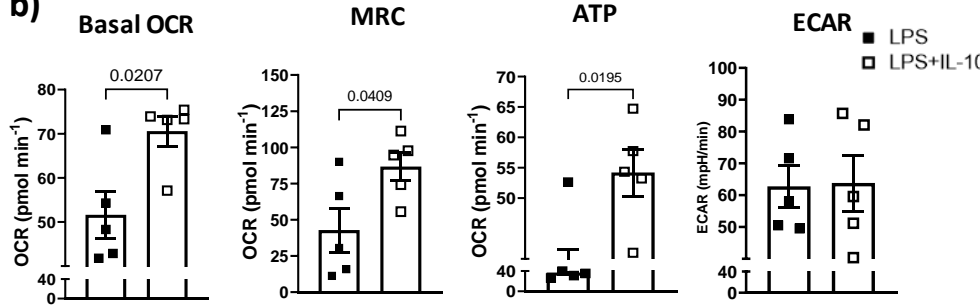 b)
Basal OCR
MRC
ATP
ECAR
LPS
LPS+IL-10
0.0207
0.0409
0.0195
OCR (pmol min⁻¹)
80
70
60
50
40
0
OCR (pmol min⁻¹)
150
125
100
75
50
25
0
OCR (pmol min⁻¹)
70
65
60
55
50
40
0
ECAR (mpH/min)
100
90
80
70
60
50
40
0